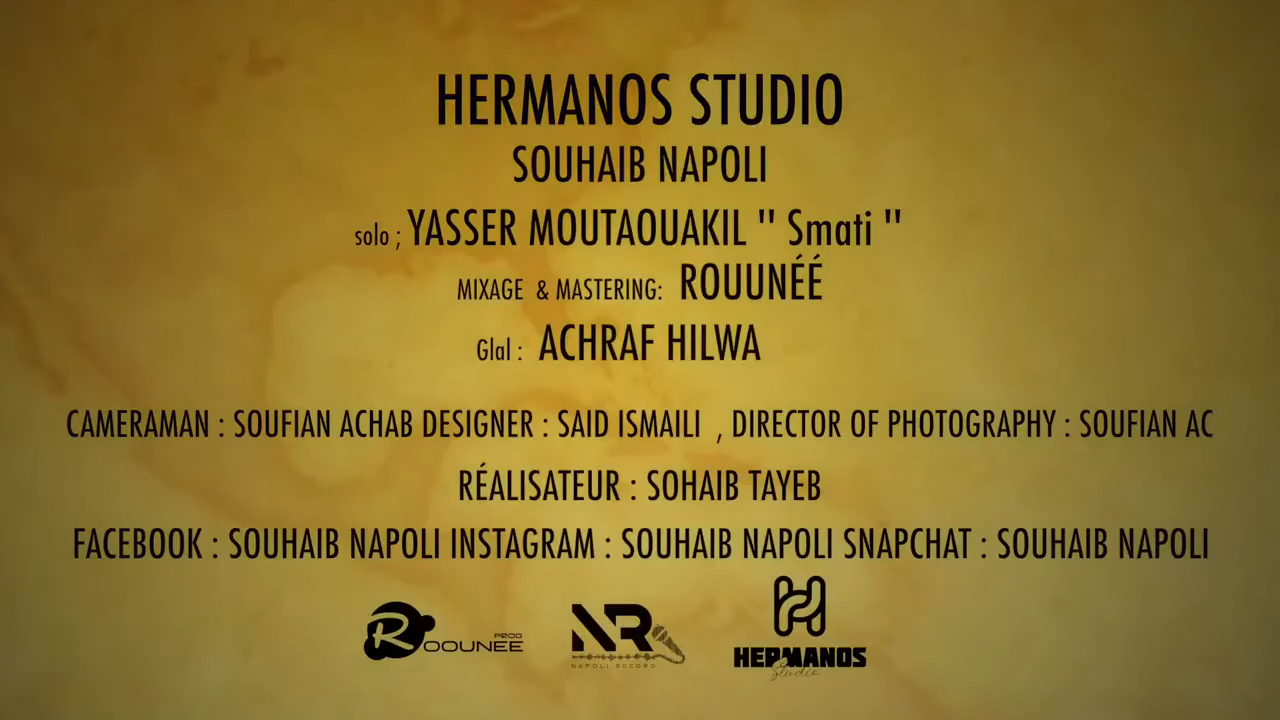 HERMANOS STUDIO
SOUHAIB NAPOLI
solo ; YASSER MOUTAOUAKIL " Smati "
MIXAGE & MASTERING: ROUUNÉÉ
Glal : ACHRAF HILWA
CAMERAMAN : SOUFIAN ACHAB DESIGNER : SAID ISMAILI , DIRECTOR OF PHOTOGRAPHY : SOUFIAN AC
RÉALISATEUR : SOHAIB TAYEB
FACEBOOK : SOUHAIB NAPOLI INSTAGRAM : SOUHAIB NAPOLI SNAPCHAT : SOUHAIB NAPOLI
ROOUNEE PROD
NR
NAPOLI RECORD
H
HERMANOS
Studio